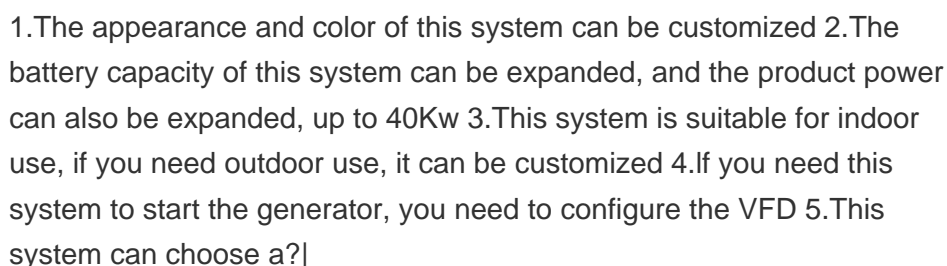 1.The appearance and color of this system can be customized 2.The
battery capacity of this system can be expanded, and the product power
can also be expanded, up to 40Kw 3.This system is suitable for indoor
use, if you need outdoor use, it can be customized 4.If you need this
system to start the generator, you need to configure the VFD 5.This
system can choose a?|